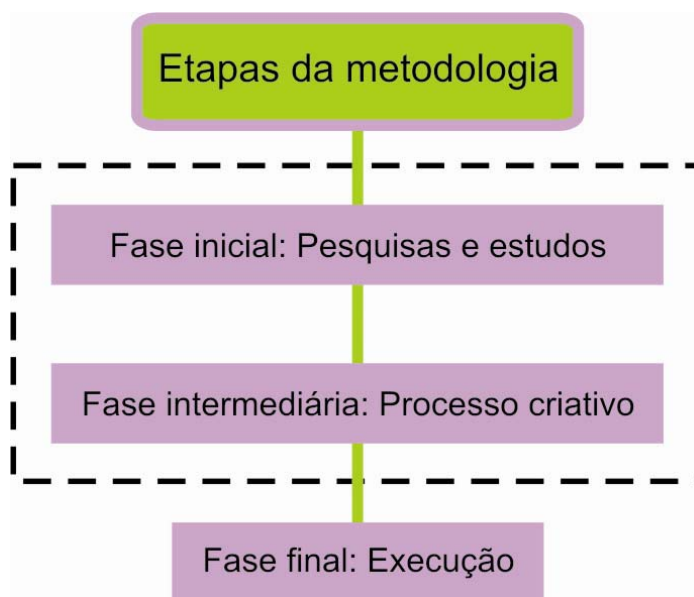 Etapas da metodologia
Fase inicial: Pesquisas e estudos
Fase intermediária: Processo criativo
Fase final: Execução